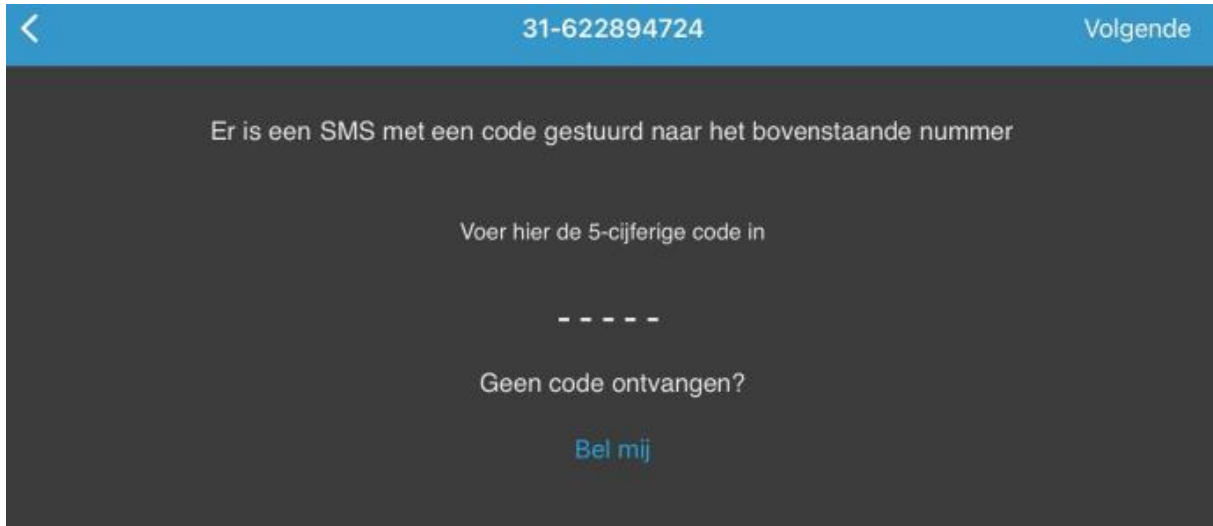 31-622894724 Volgende
Er is een SMS met een code gestuurd naar het bovenstaande nummer
Voer hier de 5-cijferige code in
- - - - -
Geen code ontvangen?
Bel mij